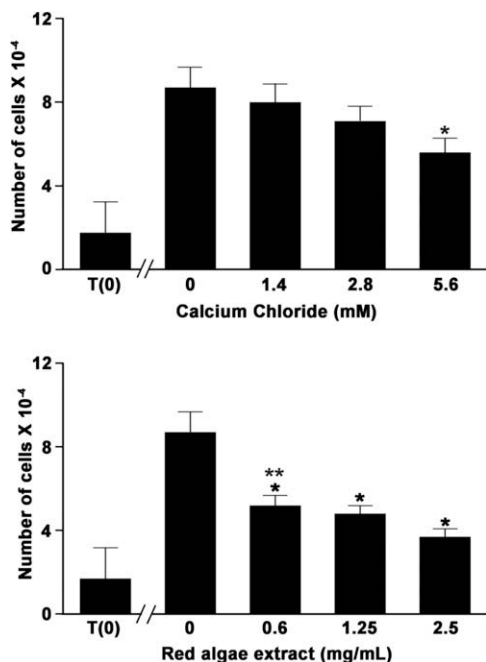 Number of cells X 10⁻⁴
12
8
4
0
*
T(0) // 0 1.4 2.8 5.6
Calcium Chloride (mM)
Number of cells X 10⁻⁴
12
8
4
0
**
* * *
T(0) // 0 0.6 1.25 2.5
Red algae extract (mg/mL)